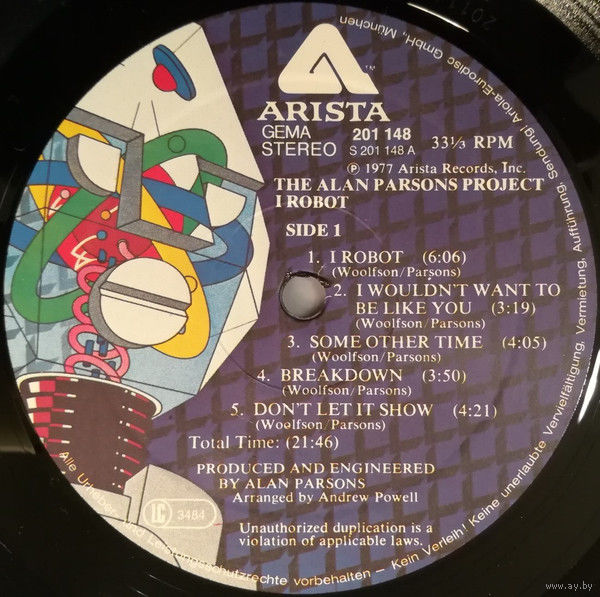 ARISTA
GEMA 201 148
STEREO S 201 148 A 33⅓ RPM
℗ 1977 Arista Records, Inc.
THE ALAN PARSONS PROJECT
I ROBOT
SIDE 1
1. I ROBOT (6:06)
(Woolfson/Parsons)
2. I WOULDN'T WANT TO
BE LIKE YOU (3:19)
(Woolfson/Parsons)
3. SOME OTHER TIME (4:05)
(Woolfson/Parsons)
4. BREAKDOWN (3:50)
(Woolfson/Parsons)
5. DON'T LET IT SHOW (4:21)
(Woolfson/Parsons)
Total Time: (21:46)
PRODUCED AND ENGINEERED
BY ALAN PARSONS
Arranged by Andrew Powell
LC 3484
Unauthorized duplication is a
violation of applicable laws.
Alle Urheber- und Leistungsschutzrechte vorbehalten – Kein Verleih! Keine unerlaubte Vervielfältigung, Vermietung, Aufführung, Sendung! Ariola-Eurodisc GmbH, München
www.ay.by